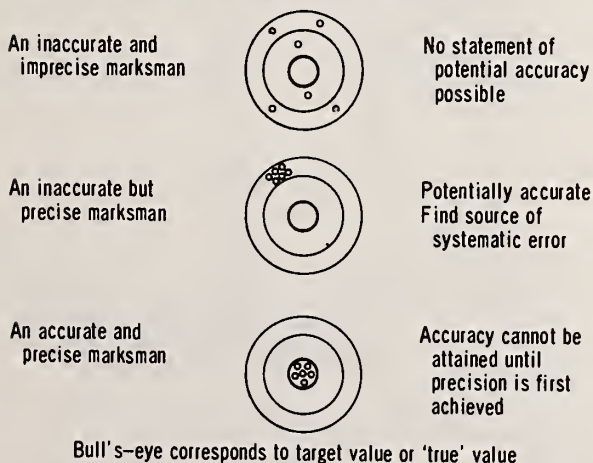 An inaccurate and
imprecise marksman
No statement of
potential accuracy
possible
An inaccurate but
precise marksman
Potentially accurate
Find source of
systematic error
An accurate and
precise marksman
Accuracy cannot be
attained until
precision is first
achieved
Bull's-eye corresponds to target value or 'true' value